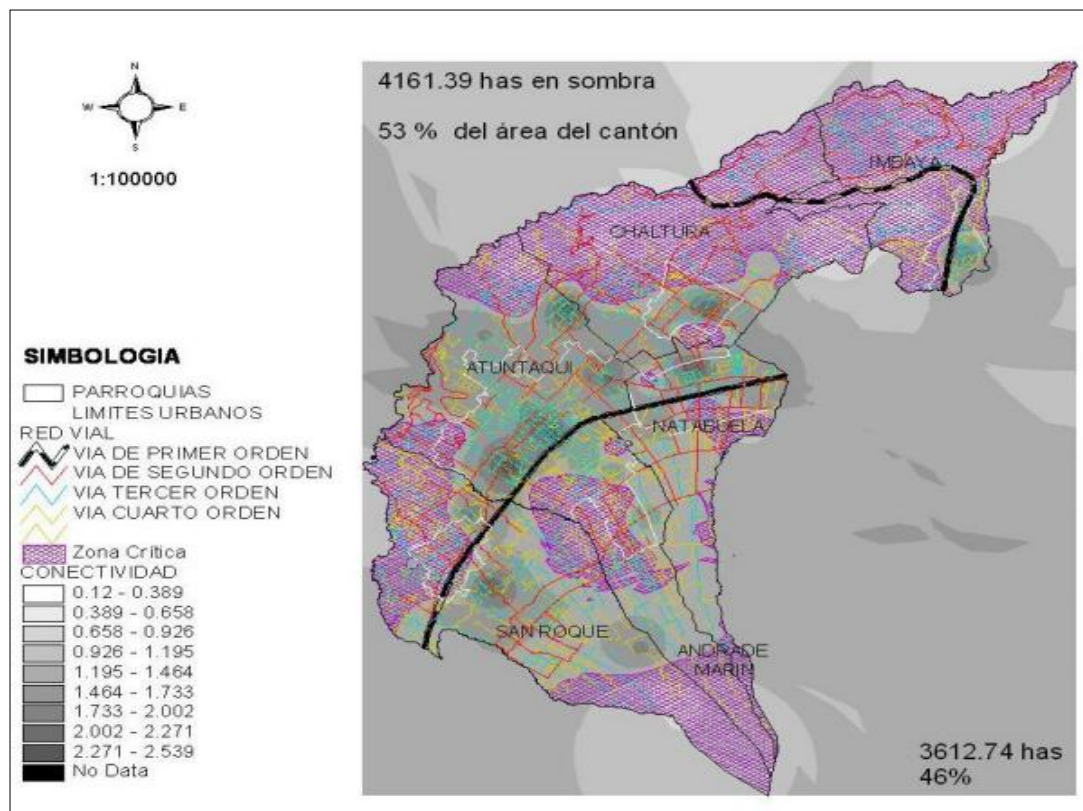 N
W
E
S
1:100000
4161.39 has en sombra
53 % del área del cantón
IMBAYA
CHALTURA
ATUNTAQUI
NATABUELA
SAN ROQUE
ANDRADE
MARIN
3612.74 has
46%
SIMBOLOGIA
PARROQUIAS
LIMITES URBANOS
RED VIAL
VIA DE PRIMER ORDEN
VIA DE SEGUNDO ORDEN
VIA TERCER ORDEN
VIA CUARTO ORDEN
Zona Crítica
CONECTIVIDAD
0.12 - 0.389
0.389 - 0.658
0.658 - 0.926
0.926 - 1.195
1.195 - 1.464
1.464 - 1.733
1.733 - 2.002
2.002 - 2.271
2.271 - 2.539
No Data